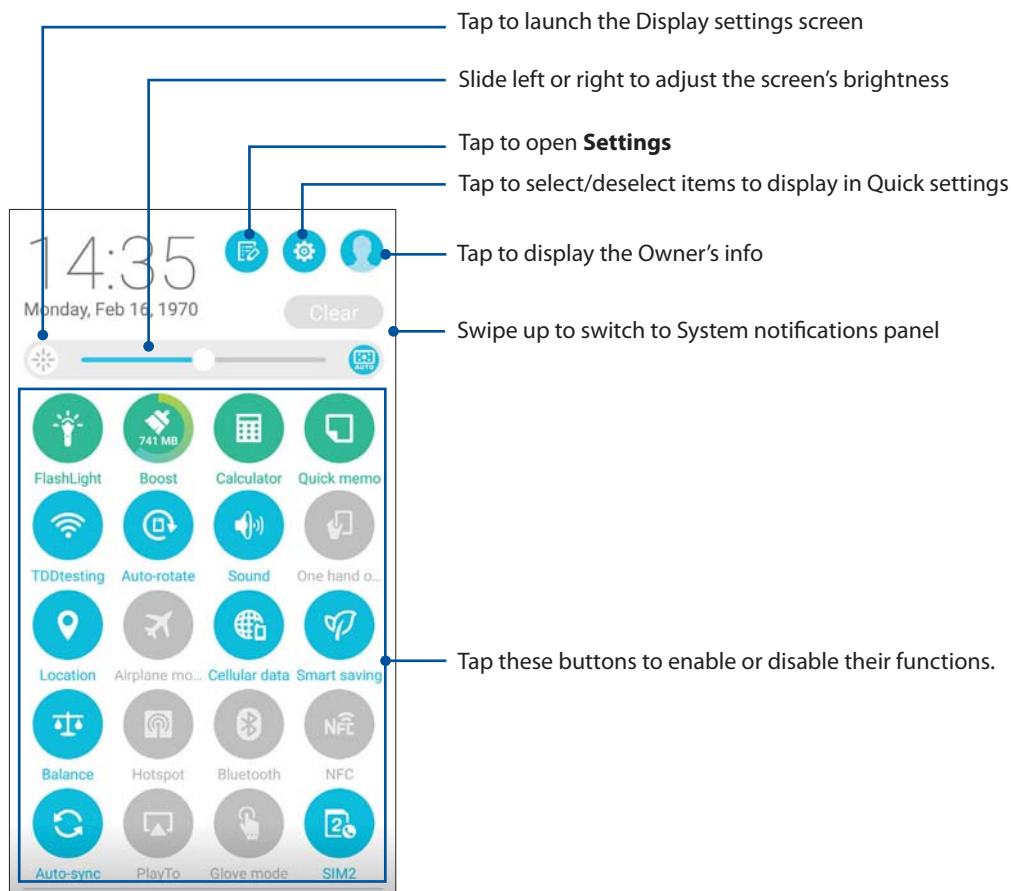 Tap to launch the Display settings screen
Slide left or right to adjust the screen's brightness
Tap to open Settings
Tap to select/deselect items to display in Quick settings
14:35
Tap to display the Owner's info
Monday, Feb 16, 1970
Clear
Swipe up to switch to System notifications panel
AUTO
741 MB
FlashLight Boost Calculator Quick memo
TDDtesting Auto-rotate Sound One hand o...
Location Airplane mo... Cellular data Smart saving
Tap these buttons to enable or disable their functions.
NFC
Balance Hotspot Bluetooth NFC
2
Auto-sync PlayTo Glove mode SIM2